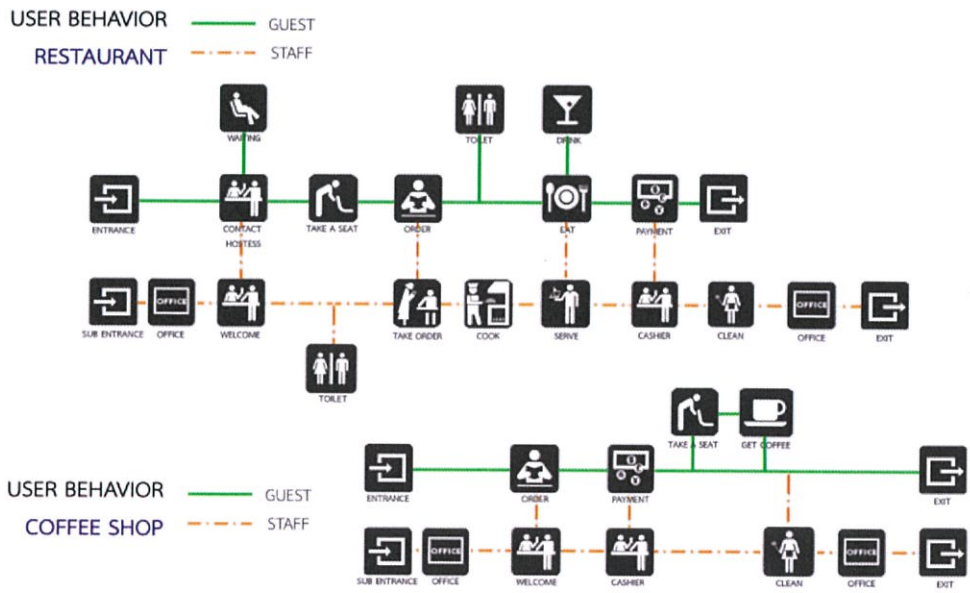 USER BEHAVIOR
GUEST
RESTAURANT
STAFF
WAITING
TOILET
DRINK
ENTRANCE
CONTACT
HOSTESS
TAKE A SEAT
ORDER
EAT
PAYMENT
EXIT
OFFICE
OFFICE
SUB ENTRANCE
OFFICE
WELCOME
TAKE ORDER
COOK
SERVE
CASHIER
CLEAN
OFFICE
EXIT
TOILET
TAKE A SEAT
GET COFFEE
USER BEHAVIOR
GUEST
COFFEE SHOP
STAFF
ENTRANCE
ORDER
PAYMENT
EXIT
OFFICE
OFFICE
SUB ENTRANCE
OFFICE
WELCOME
CASHIER
CLEAN
OFFICE
EXIT